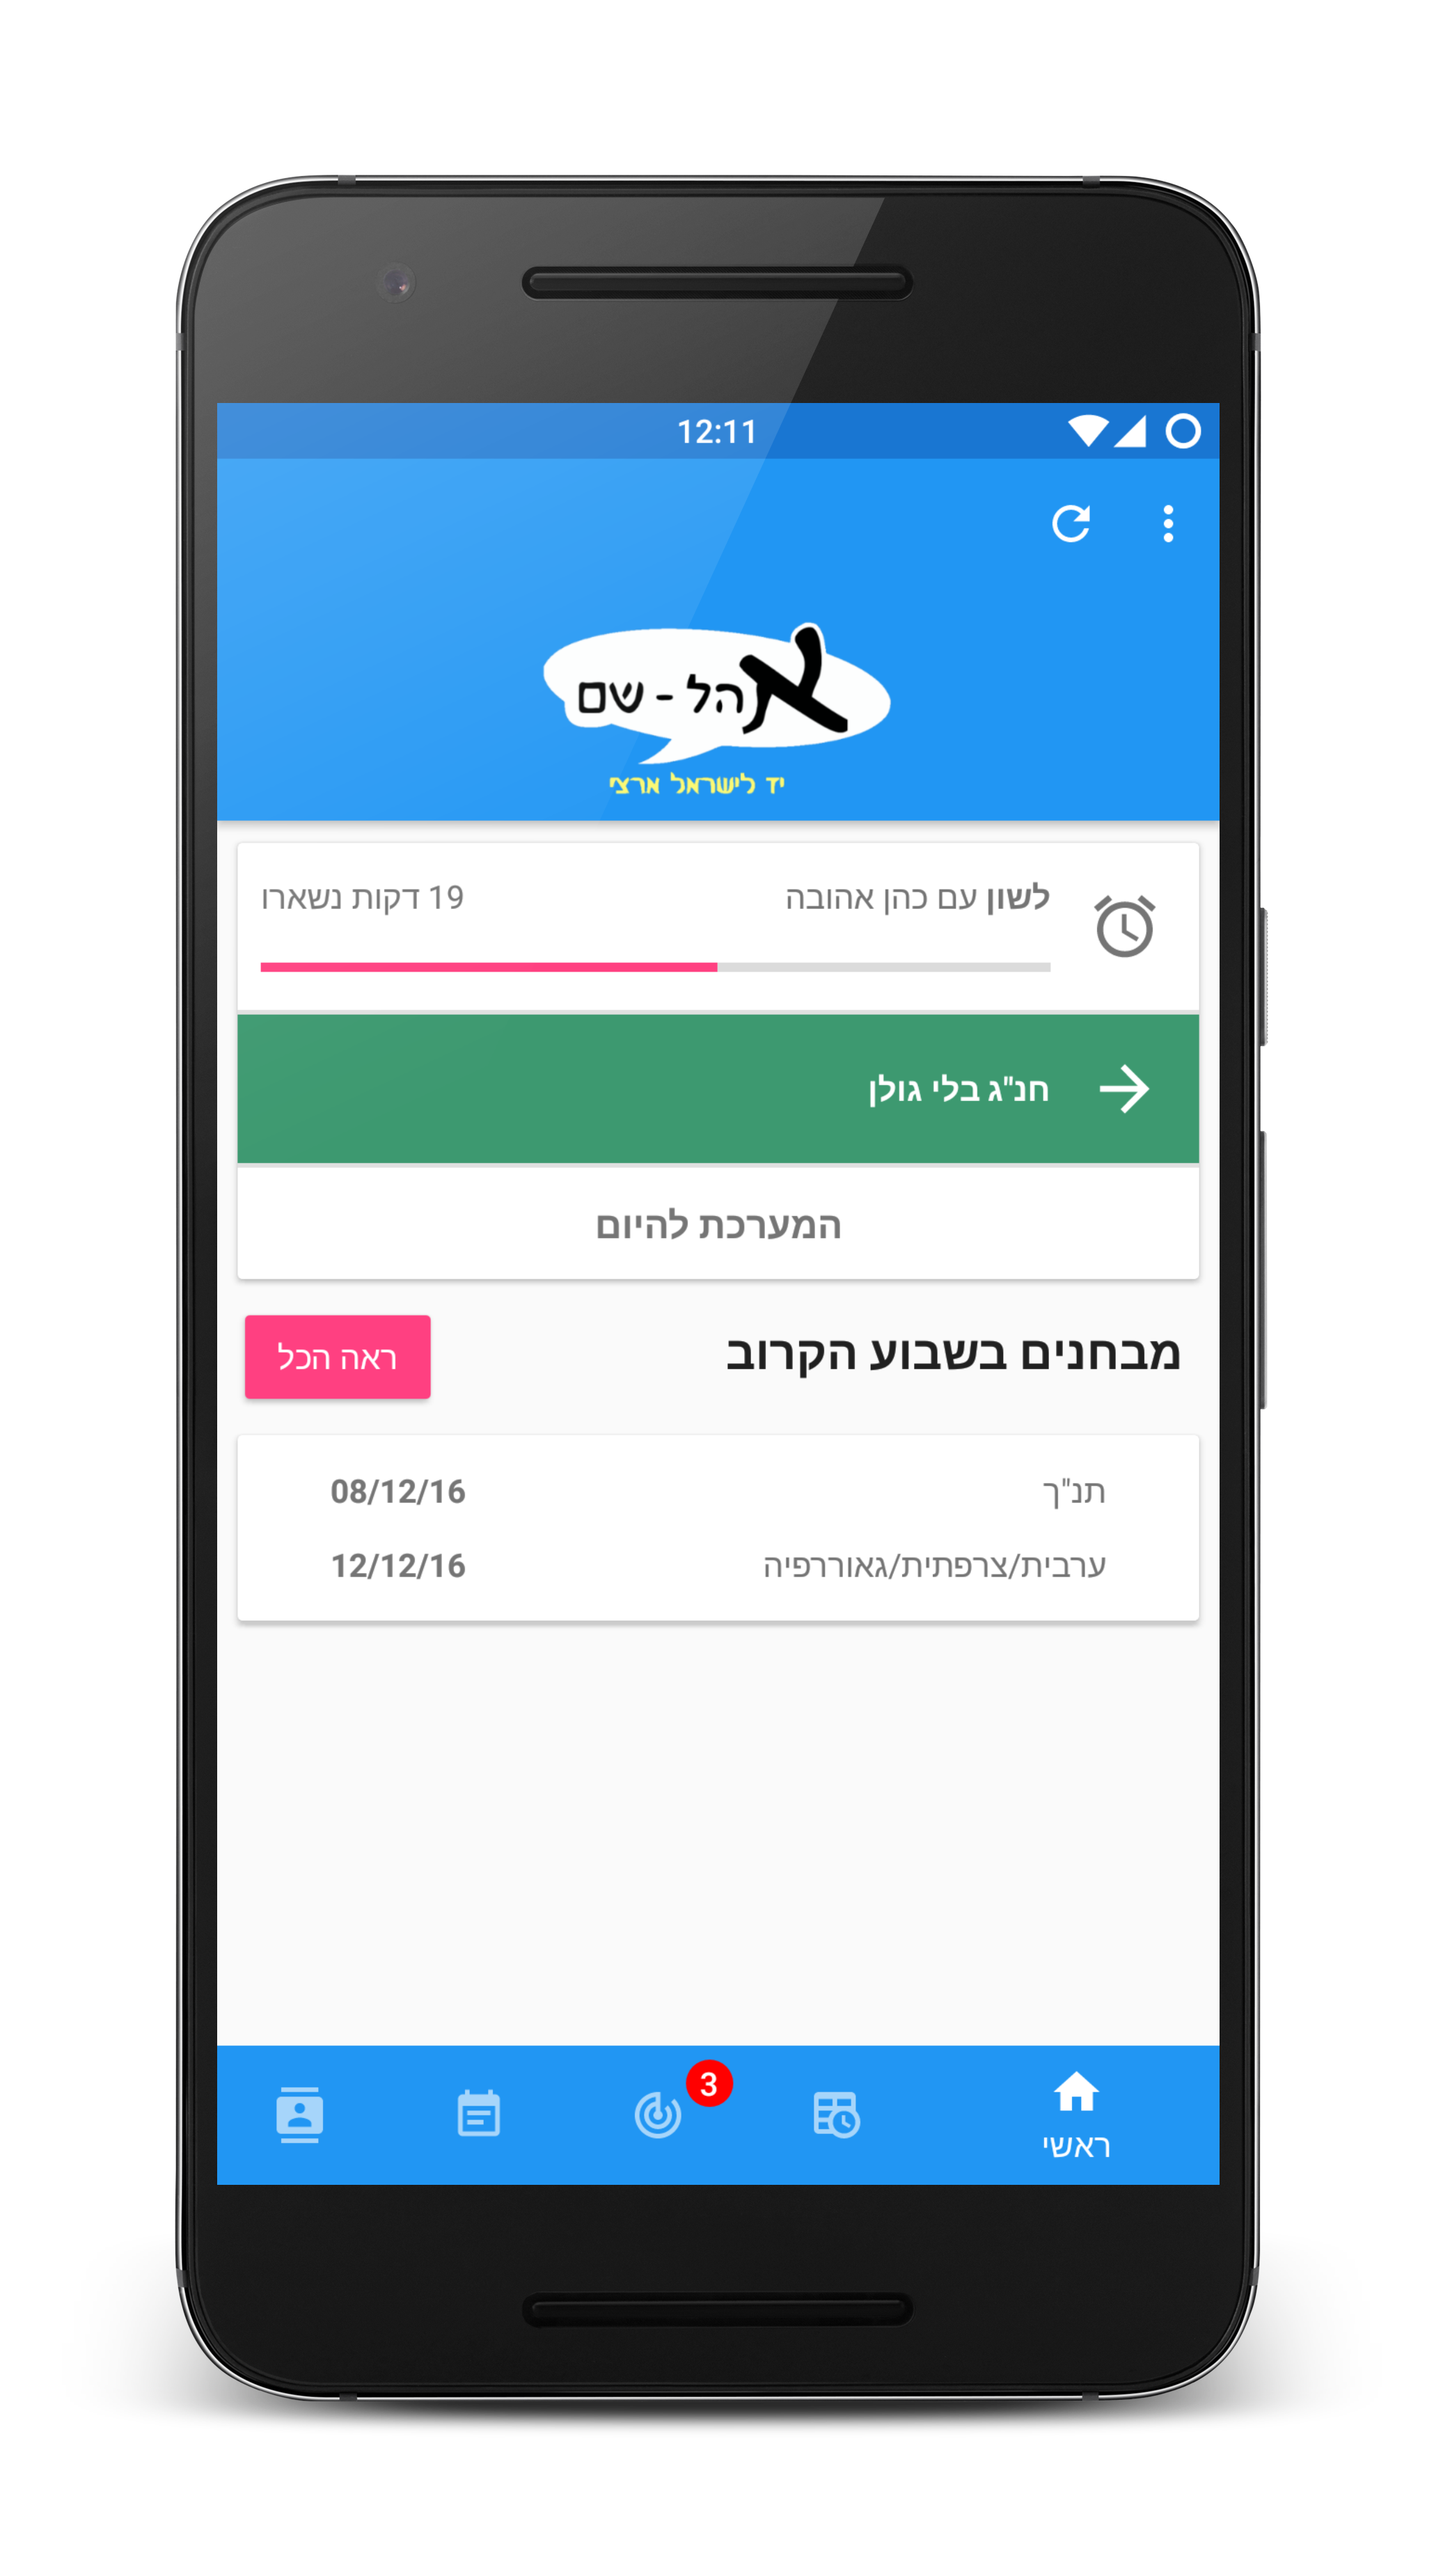 12:11
אהל - שם
יד לישראל ארצי
לשון עם כהן אהובה
19 דקות נשארו
חנ"ג בלי גולן
המערכת להיום
מבחנים בשבוע הקרוב
ראה הכל
תנ"ך
08/12/16
ערבית/צרפתית/גאוררפיה
12/12/16
3
ראשי